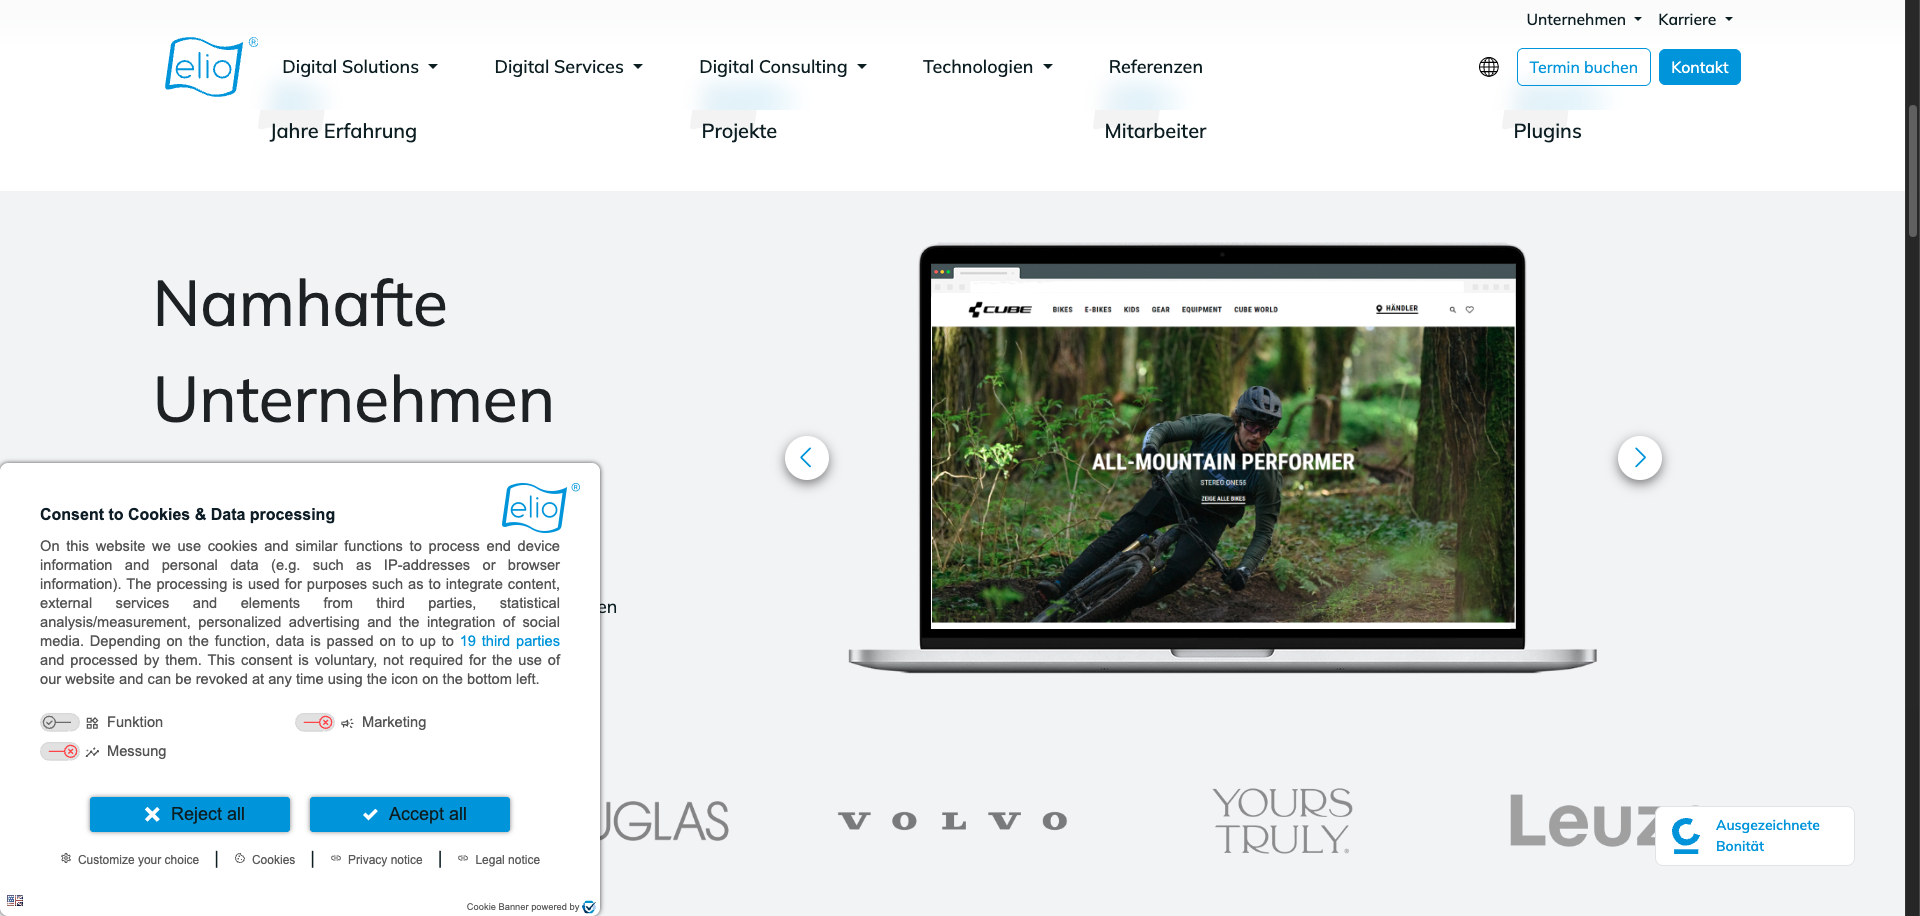 Unternehmen Karriere
elio®
Digital Solutions Digital Services Digital Consulting Technologien Referenzen
Termin buchen Kontakt
Jahre Erfahrung Projekte Mitarbeiter Plugins
Namhafte
Unternehmen
en
CUBE BIKES E-BIKES KIDS GEAR EQUIPMENT CUBE WORLD HÄNDLER
ALL-MOUNTAIN PERFORMER
STEREO ONE55
ZEIGE ALLE BIKES
elio®
Consent to Cookies & Data processing
On this website we use cookies and similar functions to process end device
information and personal data (e.g. such as IP-addresses or browser
information). The processing is used for purposes such as to integrate content,
external services and elements from third parties, statistical
analysis/measurement, personalized advertising and the integration of social
media. Depending on the function, data is passed on to up to 19 third parties
and processed by them. This consent is voluntary, not required for the use of
our website and can be revoked at any time using the icon on the bottom left.
Funktion Marketing
Messung
Reject all Accept all
Customize your choice | Cookies | Privacy notice | Legal notice
Cookie Banner powered by
UGLAS
VOLVO
YOURS
TRULY.®
Leuz
Ausgezeichnete
Bonität